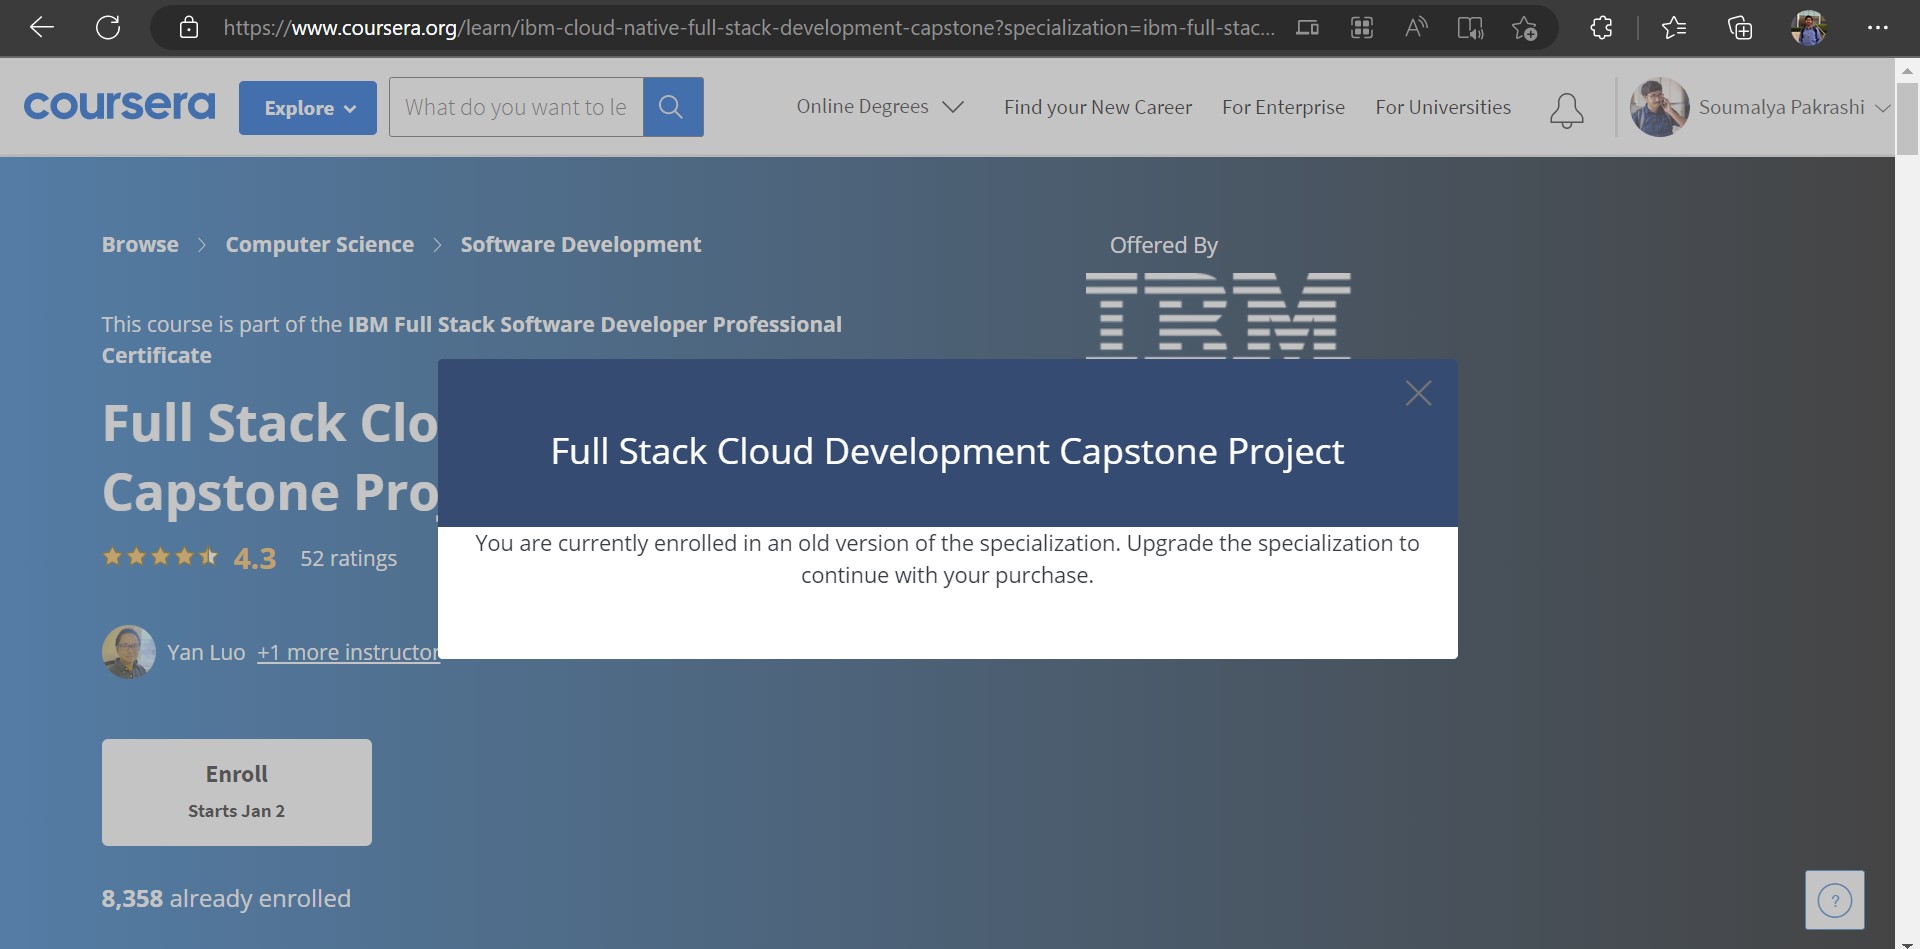 https://www.coursera.org/learn/ibm-cloud-native-full-stack-development-capstone?specialization=ibm-full-stac...
coursera
Explore
What do you want to le
Online Degrees
Find your New Career
For Enterprise
For Universities
Soumalya Pakrashi
Browse > Computer Science > Software Development
Offered By
IBM
This course is part of the IBM Full Stack Software Developer Professional
Certificate
Full Stack Clo
Capstone Pro
Full Stack Cloud Development Capstone Project
You are currently enrolled in an old version of the specialization. Upgrade the specialization to
continue with your purchase.
4.3 52 ratings
Yan Luo +1 more instructor
Enroll
Starts Jan 2
8,358 already enrolled
?